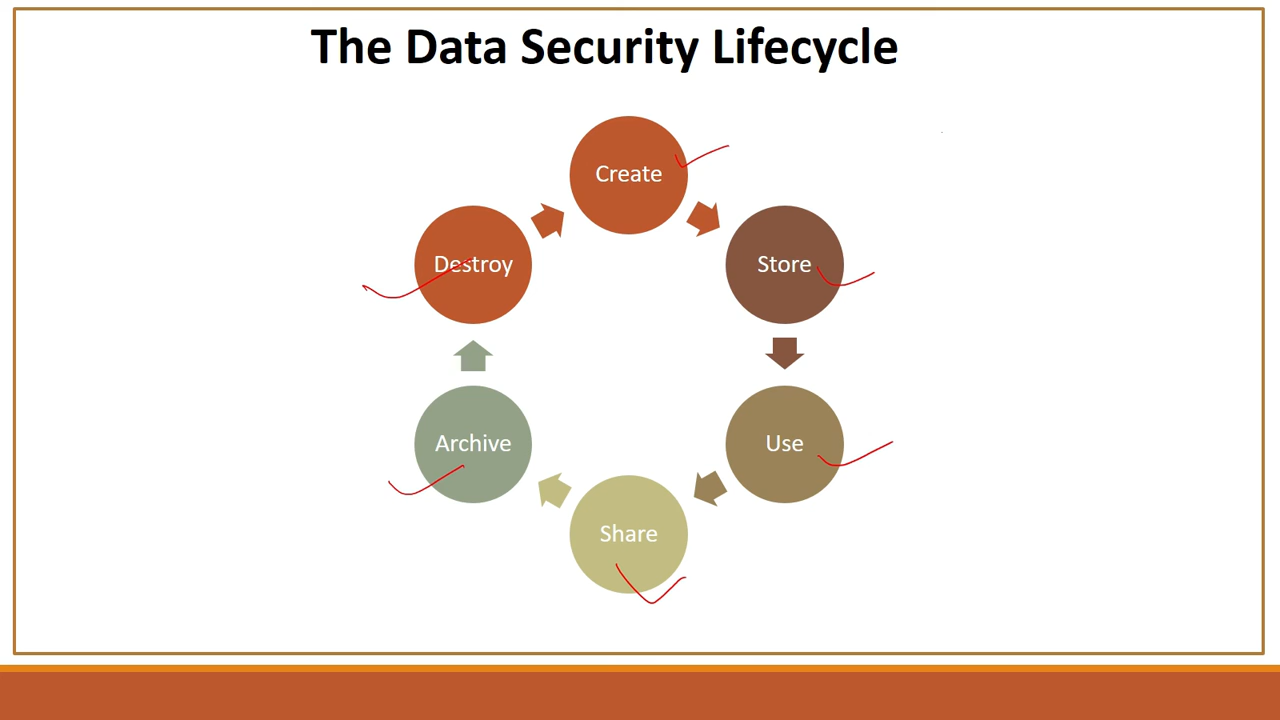 The Data Security Lifecycle
Create
Store
Use
Share
Archive
Destroy